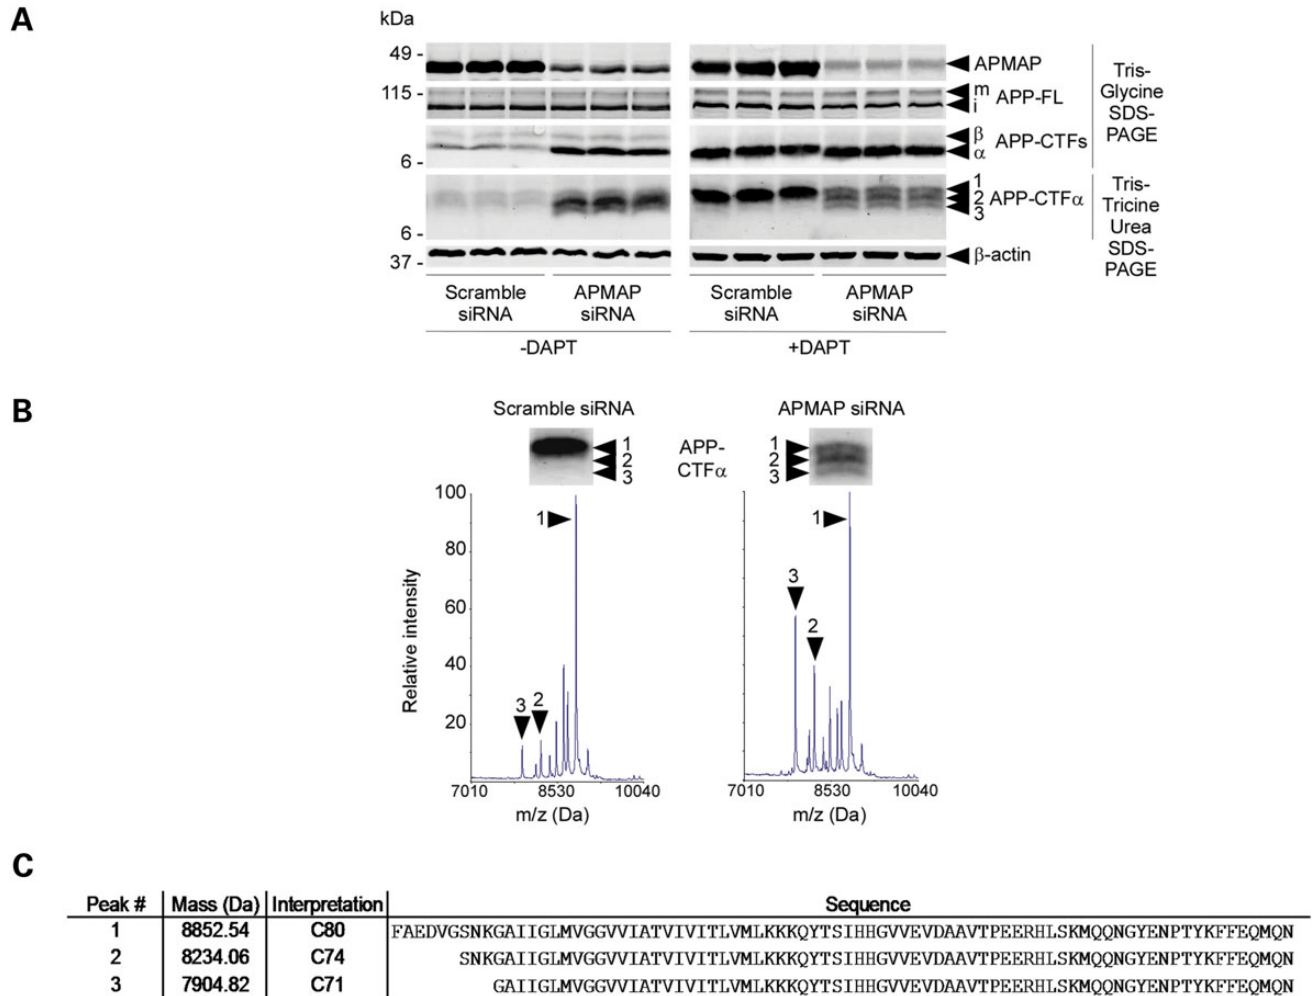 A
kDa
49 -
115 -
6 -
6 -
37 -
APMAP
m
i
APP-FL
β
α
APP-CTFs
1
2
3
APP-CTFα
β-actin
Tris-
Glycine
SDS-
PAGE
Tris-
Tricine
Urea
SDS-
PAGE
Scramble siRNA
APMAP siRNA
Scramble siRNA
APMAP siRNA
-DAPT
+DAPT
B
Scramble siRNA
APMAP siRNA
1
2
3
APP-
CTFα
1
2
3
Relative intensity
100
80
60
40
20
1
3
2
7010 8530 10040
m/z (Da)
1
3
2
7010 8530 10040
m/z (Da)
C
Peak # Mass (Da) Interpretation Sequence
1 8852.54 C80 FAEDVGSNKGAIIGLMVGGVVIATVIVITLVMLKKKQYTSIHHGVVEVDAAVTPEERHLSKMQQNGYENPTYKFFEQMQN
2 8234.06 C74 SNKGAIIGLMVGGVVIATVIVITLVMLKKKQYTSIHHGVVEVDAAVTPEERHLSKMQQNGYENPTYKFFEQMQN
3 7904.82 C71 GAIIGLMVGGVVIATVIVITLVMLKKKQYTSIHHGVVEVDAAVTPEERHLSKMQQNGYENPTYKFFEQMQN